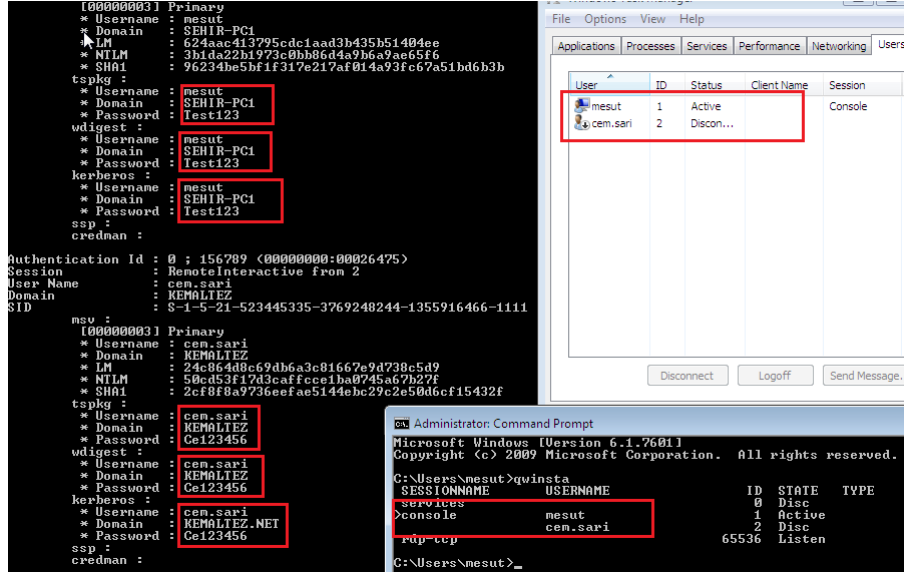 [00000003] Primary
* Username : mesut
* Domain : SEHIR-PC1
* LM : 624aac413795cdc1aad3b435b51404ee
* NTLM : 3b1da22b1973c0bb86d4a9b6a9ae65f6
* SHA1 : 96234be5bf1f317e217af014a93fc67a51bd6b3b
tspkg :
* Username : mesut
* Domain : SEHIR-PC1
* Password : Test123
wdigest :
* Username : mesut
* Domain : SEHIR-PC1
* Password : Test123
kerberos :
* Username : mesut
* Domain : SEHIR-PC1
* Password : Test123
ssp :
credman :
Authentication Id : 0 ; 156789 (00000000:00026475)
Session : RemoteInteractive from 2
User Name : cem.sari
Domain : KEMALTEZ
SID : S-1-5-21-523445335-3769248244-1355916466-1111
msv :
[00000003] Primary
* Username : cem.sari
* Domain : KEMALTEZ
* LM : 24c864d8c69db6a3c81667e9d738c5d9
* NTLM : 50cd53f17d3caffcce1ba0745a67b27f
* SHA1 : 2cf8f8a9736eefae5144ebc29c2e50d6cf15432f
tspkg :
* Username : cem.sari
* Domain : KEMALTEZ
* Password : Ce123456
wdigest :
* Username : cem.sari
* Domain : KEMALTEZ
* Password : Ce123456
kerberos :
* Username : cem.sari
* Domain : KEMALTEZ.NET
* Password : Ce123456
ssp :
credman :
File Options View Help
Applications Processes Services Performance Networking Users
User ID Status Client Name Session
mesut 1 Active Console
cem.sari 2 Discon...
Disconnect Logoff Send Message.
Administrator: Command Prompt
Microsoft Windows [Version 6.1.7601]
Copyright (c) 2009 Microsoft Corporation. All rights reserved.
C:\Users\mesut>qwinsta
SESSIONNAME USERNAME ID STATE TYPE
services 0 Disc
>console mesut 1 Active
cem.sari 2 Disc
rdp-tcp 65536 Listen
C:\Users\mesut>_